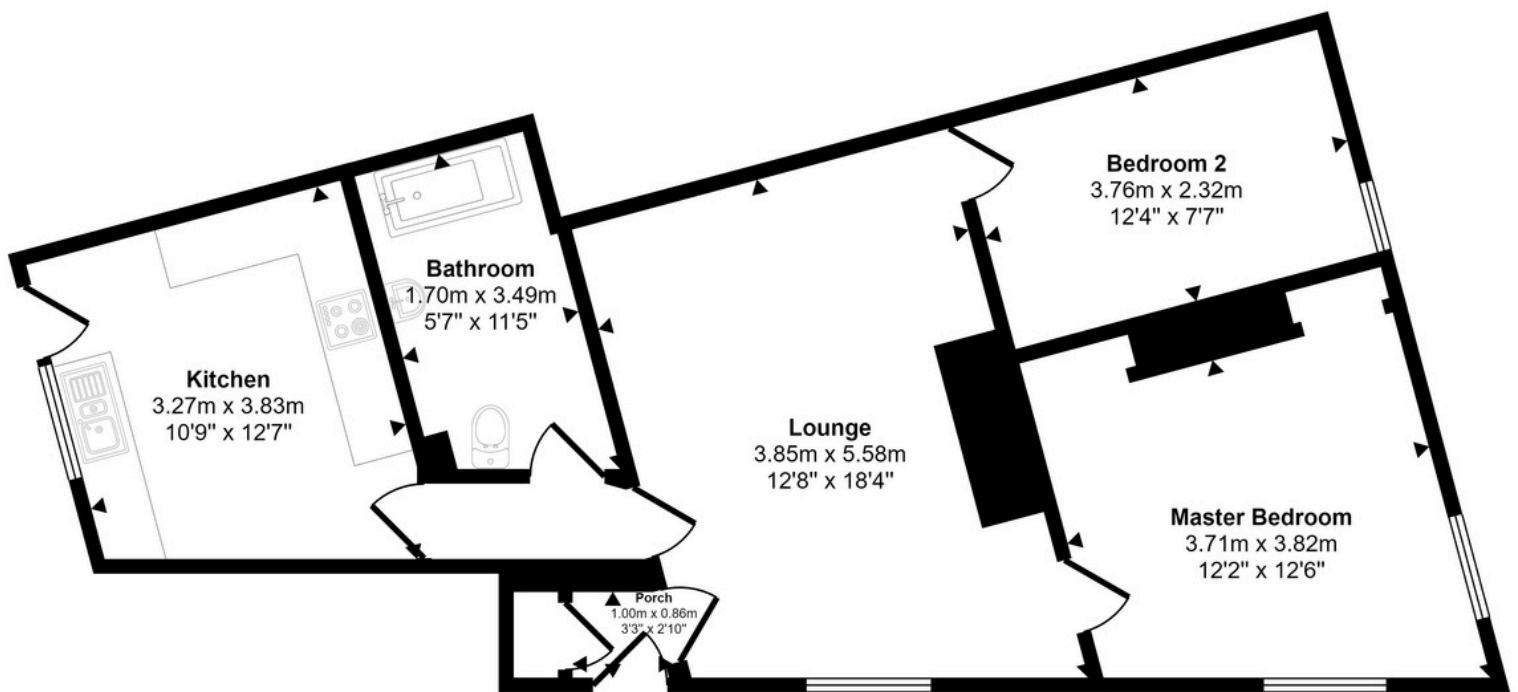 Bedroom 2
3.76m x 2.32m
12'4" x 7'7"
Bathroom
1.70m x 3.49m
5'7" x 11'5"
Kitchen
3.27m x 3.83m
10'9" x 12'7"
Lounge
3.85m x 5.58m
12'8" x 18'4"
Master Bedroom
3.71m x 3.82m
12'2" x 12'6"
Porch
1.00m x 0.86m
3'3" x 2'10"